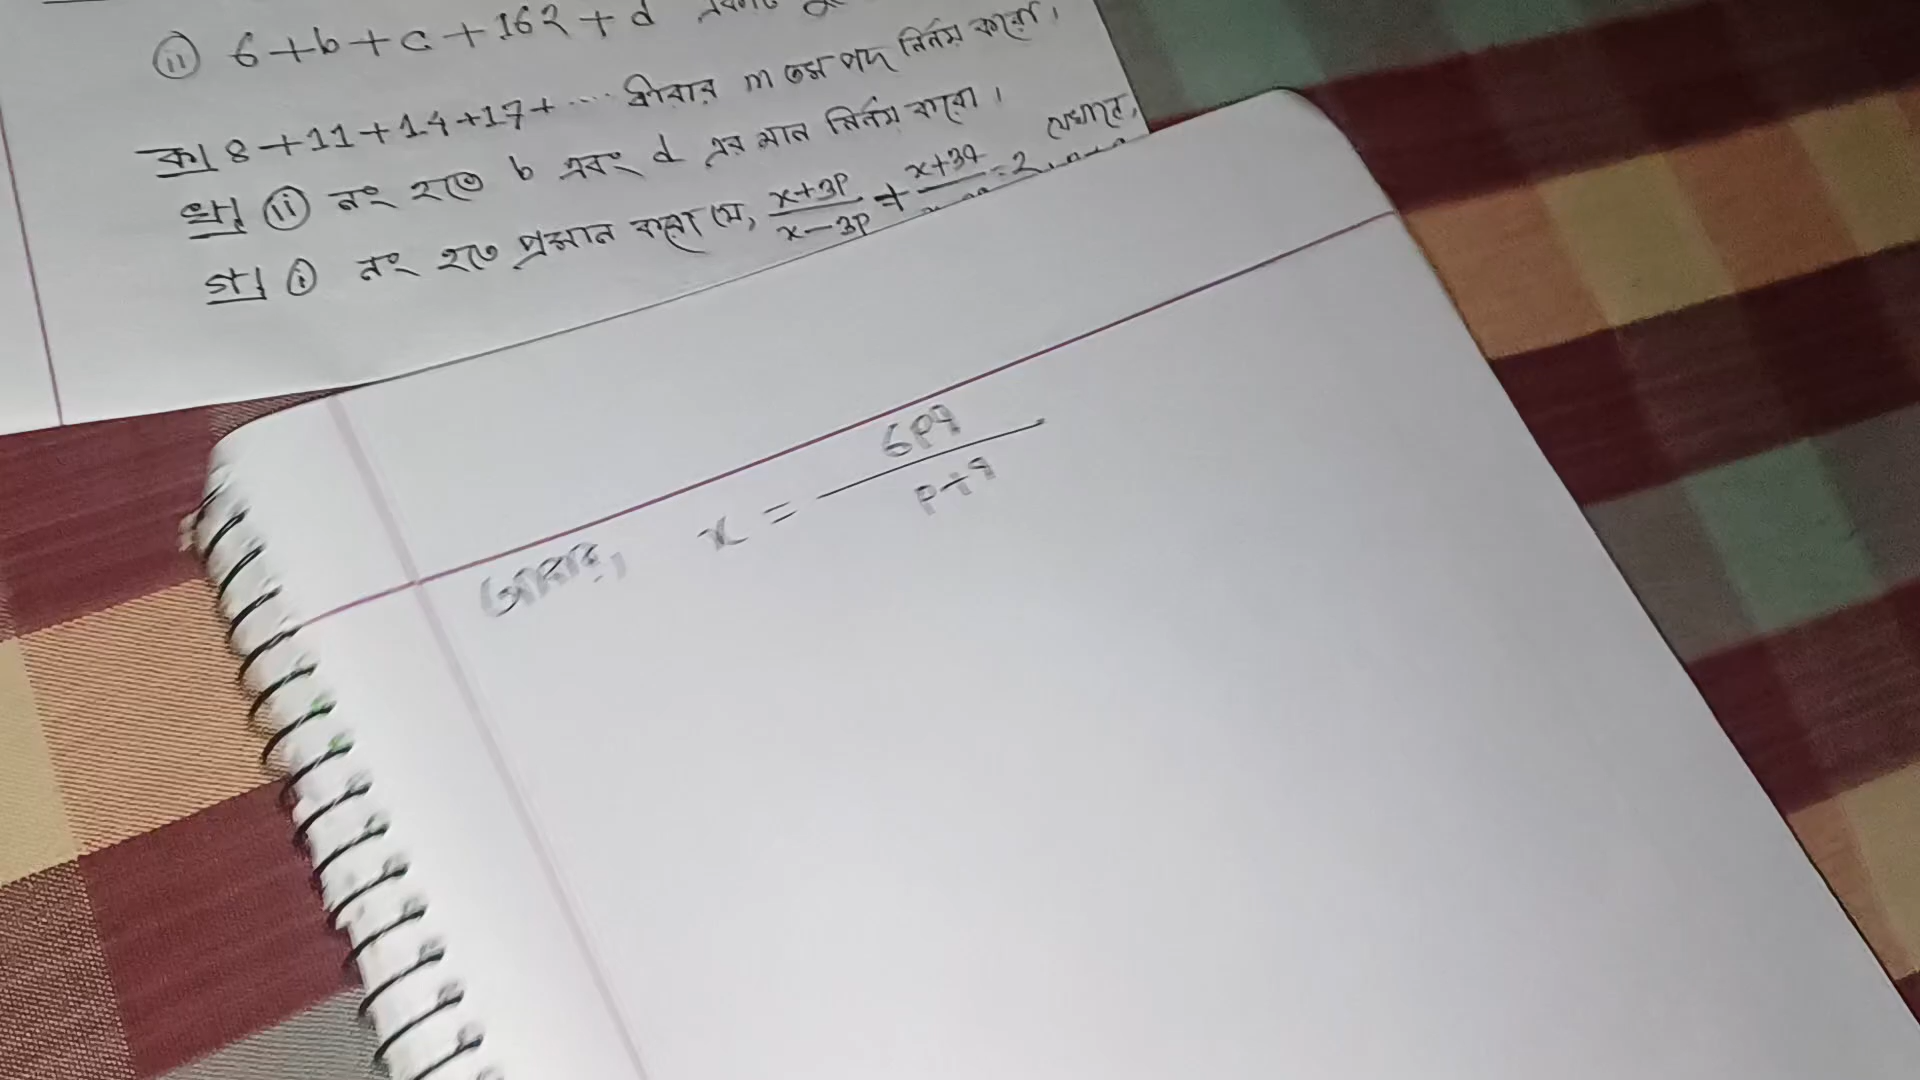 ii 6+b+c+162+d একটি
ক। 8+11+14+17+.... ধারার m তম পদ নির্ণয় করো।
খ। ii নং হতে b এবং d এর মান নির্ণয় করো।
গ। i নং হতে প্রমান করো যে, x+3p/x-3p + x+3q = 2 যেখানে,
x = 6pq/p+q